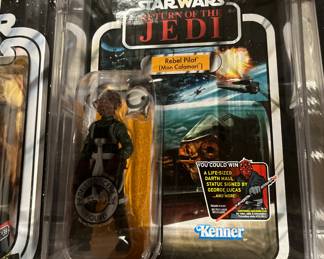 STAR WARS
RETURN OF THE
JEDI
Rebel Pilot
(Mon Calamari)
YOU COULD WIN
A LIFE-SIZED
DARTH MAUL
STATUE SIGNED BY
GEORGE LUCAS
...AND MORE!
Kenner